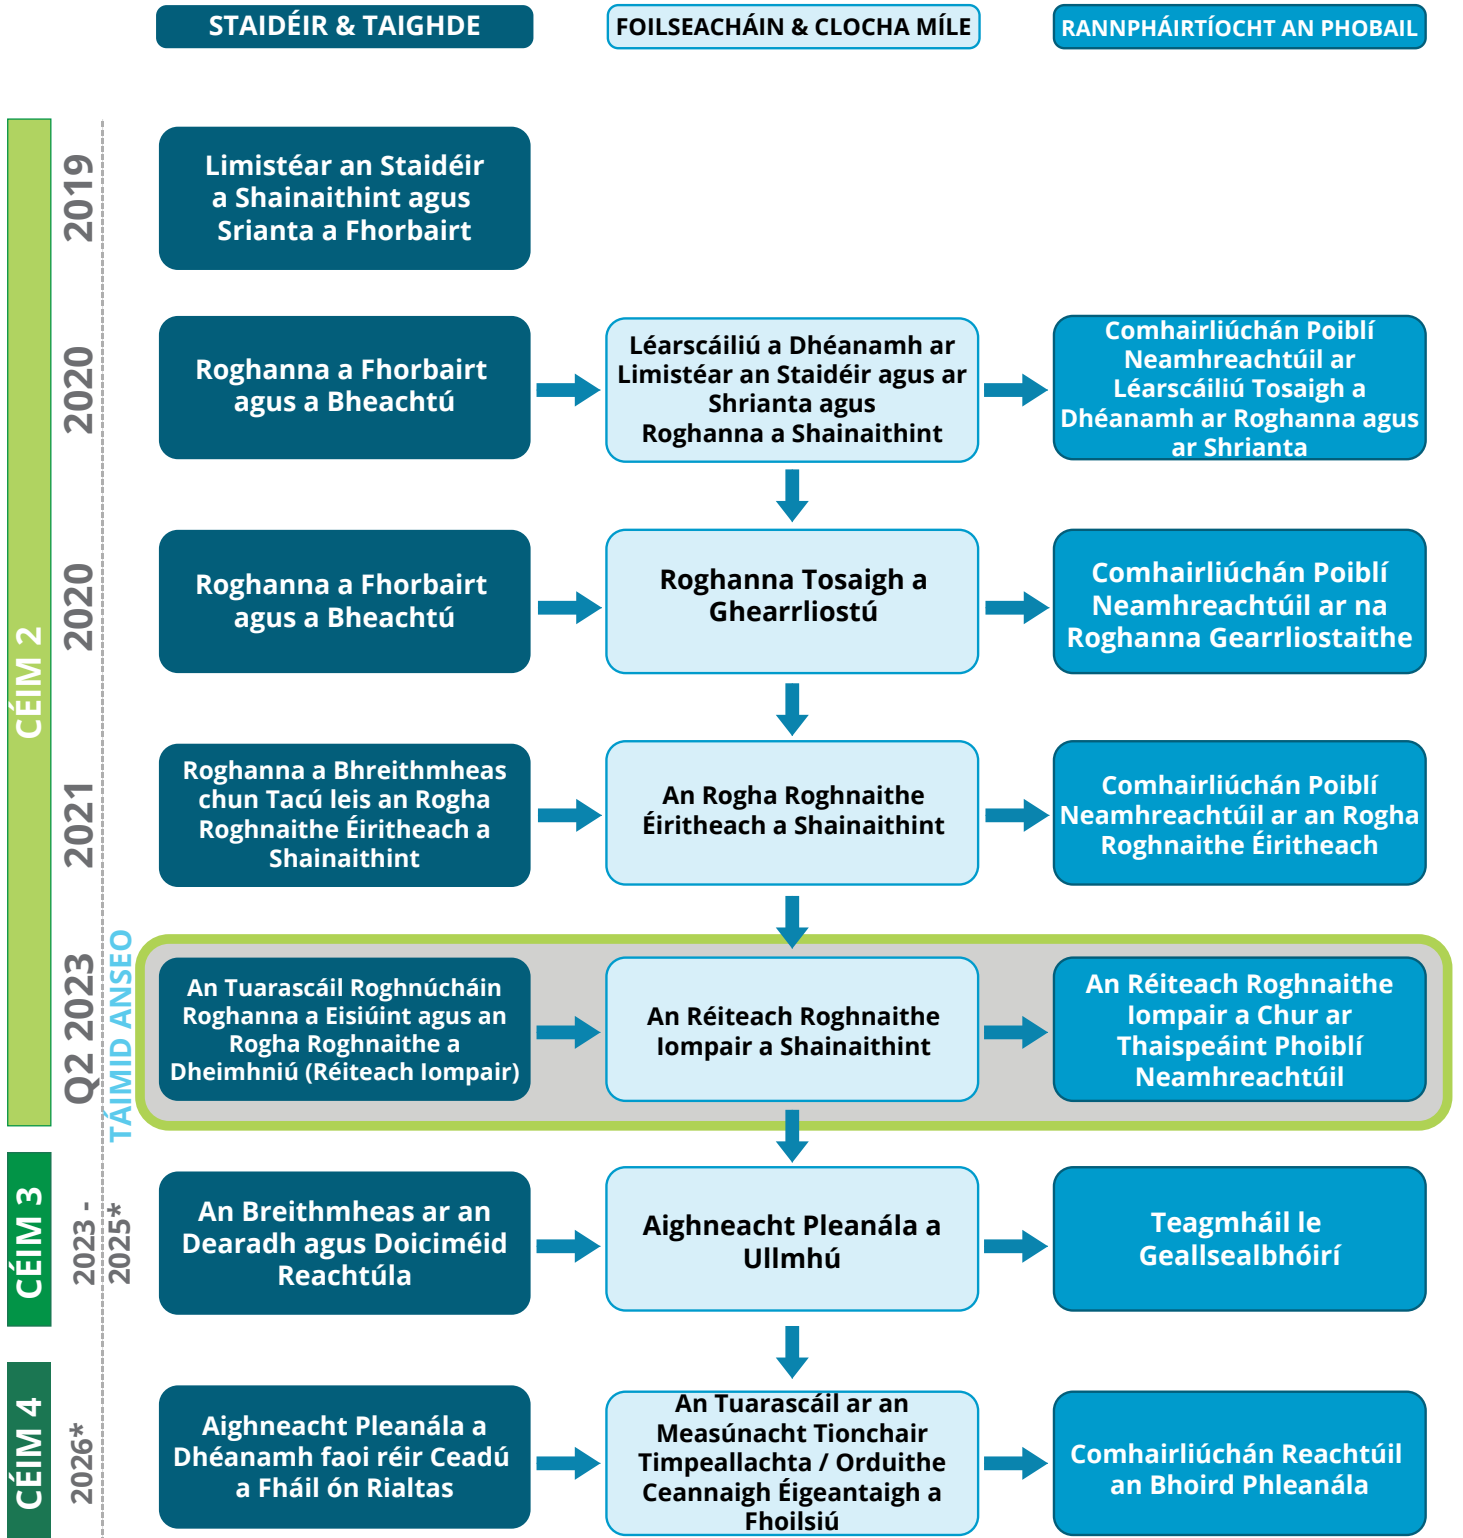 STAIDÉIR & TAIGHDE
FOILSEACHÁIN & CLOCHA MÍLE
RANNPHÁIRTÍOCHT AN PHOBAIL
CÉIM 2
2019
Limistéar an Staidéir
a Shainaithint agus
Srianta a Fhorbairt
2020
Roghanna a Fhorbairt
agus a Bheachtú
Léarscáiliú a Dhéanamh ar
Limistéar an Staidéir agus ar
Shrianta agus
Roghanna a Shainaithint
Comhairliúchán Poiblí
Neamhreachtúil ar
Léarscáiliú Tosaigh a
Dhéanamh ar Roghanna agus
ar Shrianta
2020
Roghanna a Fhorbairt
agus a Bheachtú
Roghanna Tosaigh a
Ghearrliostú
Comhairliúchán Poiblí
Neamhreachtúil ar na
Roghanna Gearrliostaithe
2021
Roghanna a Bhreithmheas
chun Tacú leis an Rogha
Roghnaithe Éiritheach a
Shainaithint
An Rogha Roghnaithe
Éiritheach a Shainaithint
Comhairliúchán Poiblí
Neamhreachtúil ar an Rogha
Roghnaithe Éiritheach
Q2 2023
TÁIMID ANSEO
An Tuarascáil Roghnúcháin
Roghanna a Eisiúint agus an
Rogha Roghnaithe a
Dheimhniú (Réiteach Iompair)
An Réiteach Roghnaithe
Iompair a Shainaithint
An Réiteach Roghnaithe
Iompair a Chur ar
Thaispeáint Phoiblí
Neamhreachtúil
CÉIM 3
2023 -
2025*
An Breithmheas ar an
Dearadh agus Doiciméid
Reachtúla
Aighneacht Pleanála a
Ullmhú
Teagmháil le
Geallsealbhóirí
CÉIM 4
2026*
Aighneacht Pleanála a
Dhéanamh faoi réir Ceadú
a Fháil ón Rialtas
An Tuarascáil ar an
Measúnacht Tionchair
Timpeallachta / Orduithe
Ceannaigh Éigeantaigh a
Fhoilsiú
Comhairliúchán Reachtúil
an Bhoird Phleanála